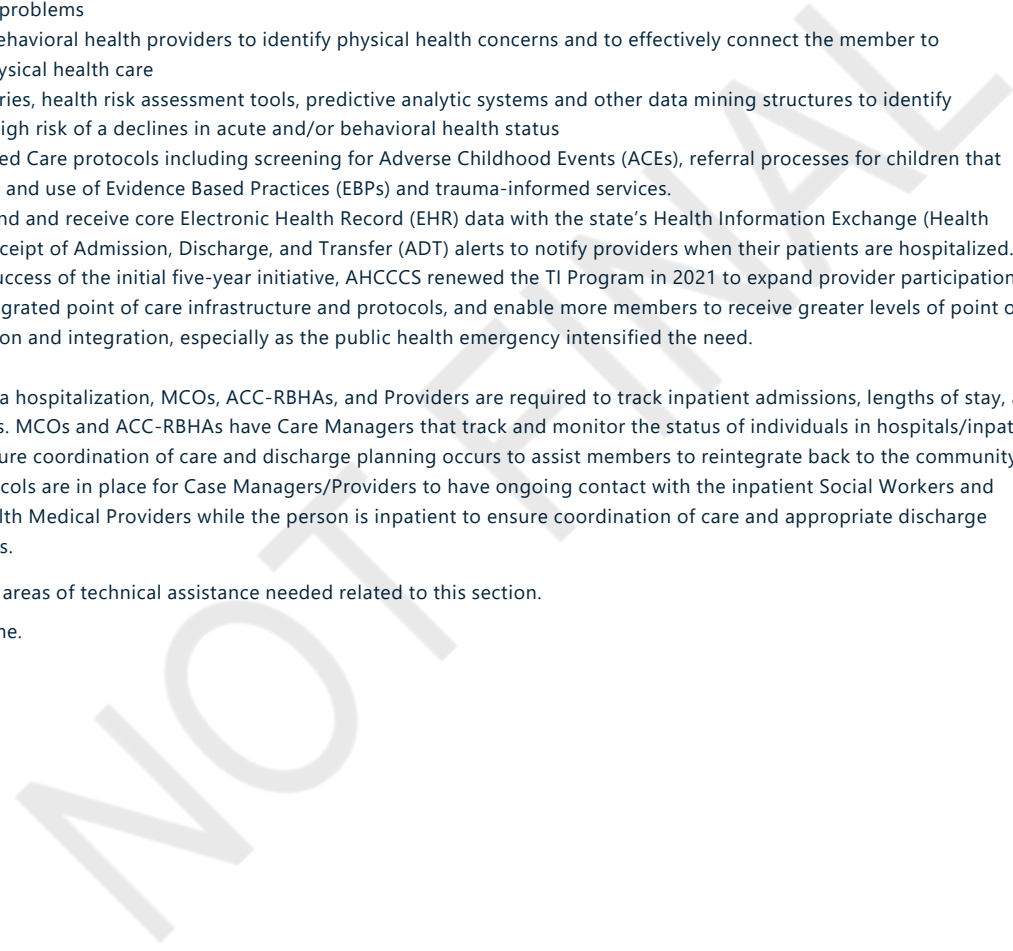 problems
ehavioral health providers to identify physical health concerns and to effectively connect the member to
ysical health care
ries, health risk assessment tools, predictive analytic systems and other data mining structures to identify
igh risk of a declines in acute and/or behavioral health status
ed Care protocols including screening for Adverse Childhood Events (ACEs), referral processes for children that
and use of Evidence Based Practices (EBPs) and trauma-informed services.
nd and receive core Electronic Health Record (EHR) data with the state's Health Information Exchange (Health
ceipt of Admission, Discharge, and Transfer (ADT) alerts to notify providers when their patients are hospitalized.
uccess of the initial five-year initiative, AHCCCS renewed the TI Program in 2021 to expand provider participation
grated point of care infrastructure and protocols, and enable more members to receive greater levels of point o
on and integration, especially as the public health emergency intensified the need.
a hospitalization, MCOs, ACC-RBHAs, and Providers are required to track inpatient admissions, lengths of stay,
s. MCOs and ACC-RBHAs have Care Managers that track and monitor the status of individuals in hospitals/inpat
ure coordination of care and discharge planning occurs to assist members to reintegrate back to the community
cols are in place for Case Managers/Providers to have ongoing contact with the inpatient Social Workers and
lth Medical Providers while the person is inpatient to ensure coordination of care and appropriate discharge
s.
areas of technical assistance needed related to this section.
ne.
NOT FINAL